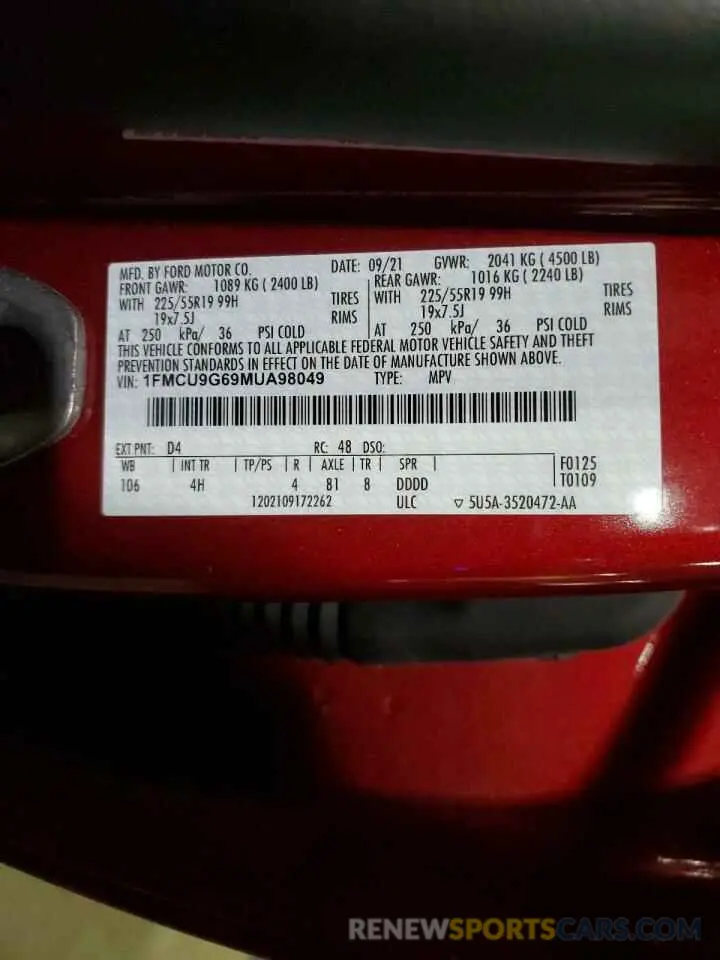 MFD. BY FORD MOTOR CO. DATE: 09/21 GVWR: 2041 KG ( 4500 LB)
FRONT GAWR: 1089 KG ( 2400 LB) REAR GAWR: 1016 KG ( 2240 LB)
WITH 225/55R19 99H TIRES WITH 225/55R19 99H TIRES
19x7.5J RIMS 19x7.5J RIMS
AT 250 kPa/ 36 PSI COLD AT 250 kPa/ 36 PSI COLD
THIS VEHICLE CONFORMS TO ALL APPLICABLE FEDERAL MOTOR VEHICLE SAFETY AND THEFT
PREVENTION STANDARDS IN EFFECT ON THE DATE OF MANUFACTURE SHOWN ABOVE.
VIN: 1FMCU9G69MUA98049 TYPE: MPV
EXT PNT: D4 RC: 48 DSO:
WB | INT TR | TP/PS | R | AXLE | TR | SPR | F0125
106 4H 4 81 8 DDDD T0109
1202109172262 ULC ▽ 5U5A-3520472-AA
RENEWSPORTSCARS.COM